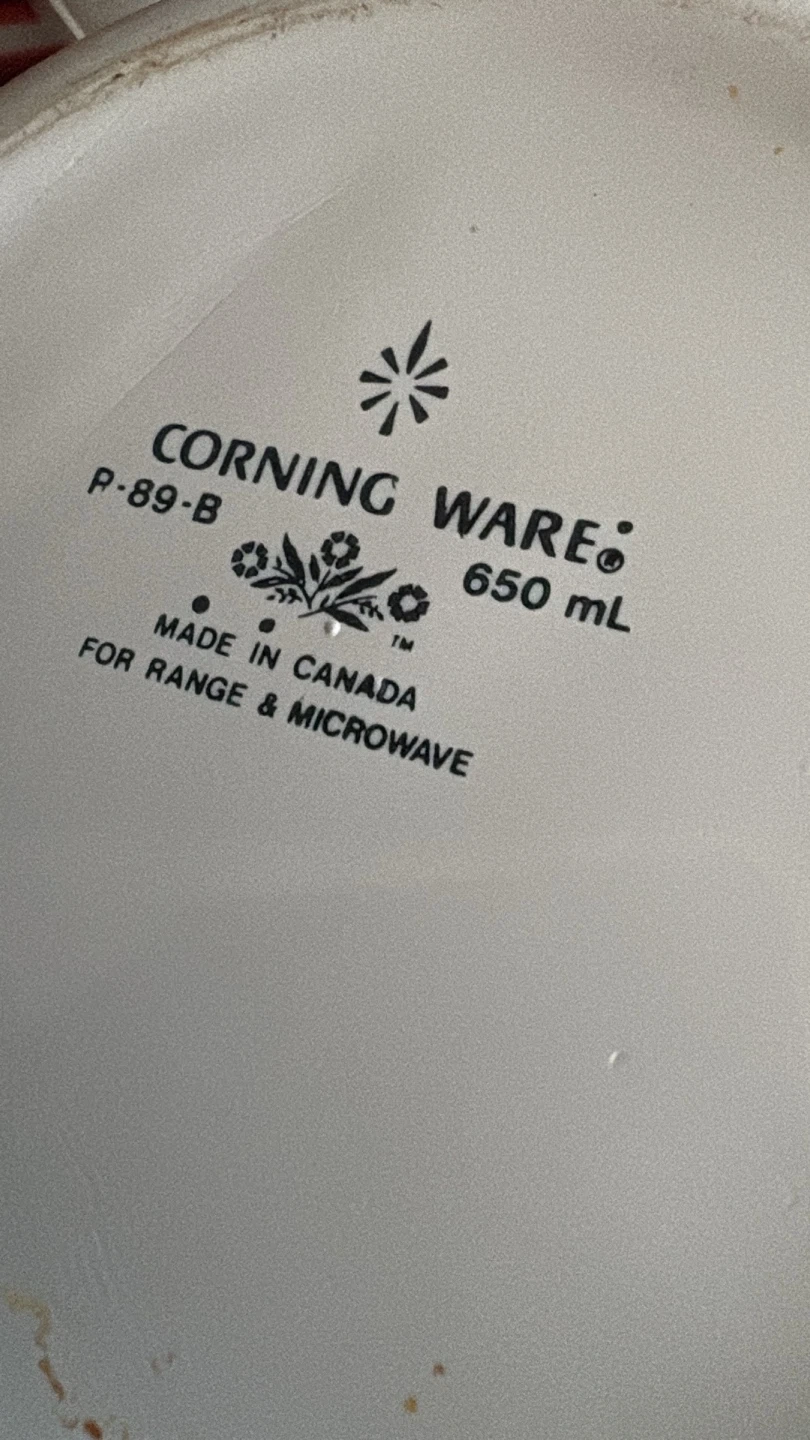 CORNING WARE®
P-89-B 650 mL
TM
MADE IN CANADA
FOR RANGE & MICROWAVE